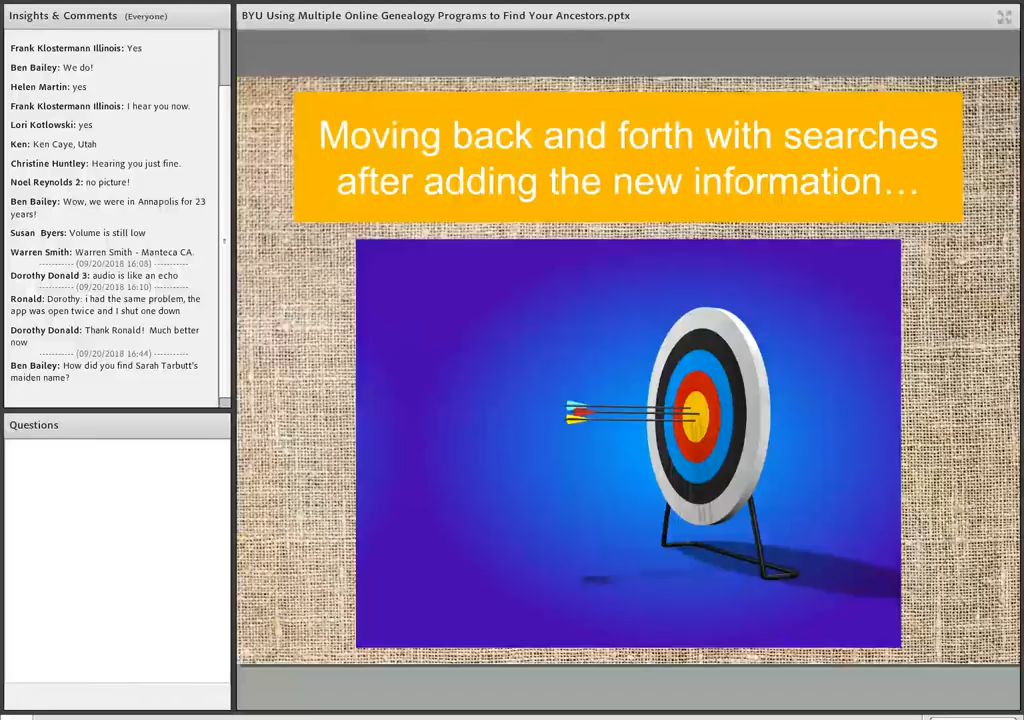 Insights & Comments (Everyone)
Frank Klostermann Illinois: Yes
Ben Bailey: We do!
Helen Martin: yes
Frank Klostermann Illinois: I hear you now.
Lori Kotlowski: yes
Ken: Ken Caye, Utah
Christine Huntley: Hearing you just fine.
Noel Reynolds 2: no picture!
Ben Bailey: Wow, we were in Annapolis for 23
years!
Susan Byers: Volume is still low
Warren Smith: Warren Smith - Manteca CA.
----------- (09/20/2018 16:08) -----------
Dorothy Donald 3: audio is like an echo
----------- (09/20/2018 16:10) -----------
Ronald: Dorothy: i had the same problem, the
app was open twice and I shut one down
Dorothy Donald: Thank Ronald! Much better
now
----------- (09/20/2018 16:44) -----------
Ben Bailey: How did you find Sarah Tarbutt's
maiden name?
Questions
BYU Using Multiple Online Genealogy Programs to Find Your Ancestors.pptx
Moving back and forth with searches
after adding the new information...